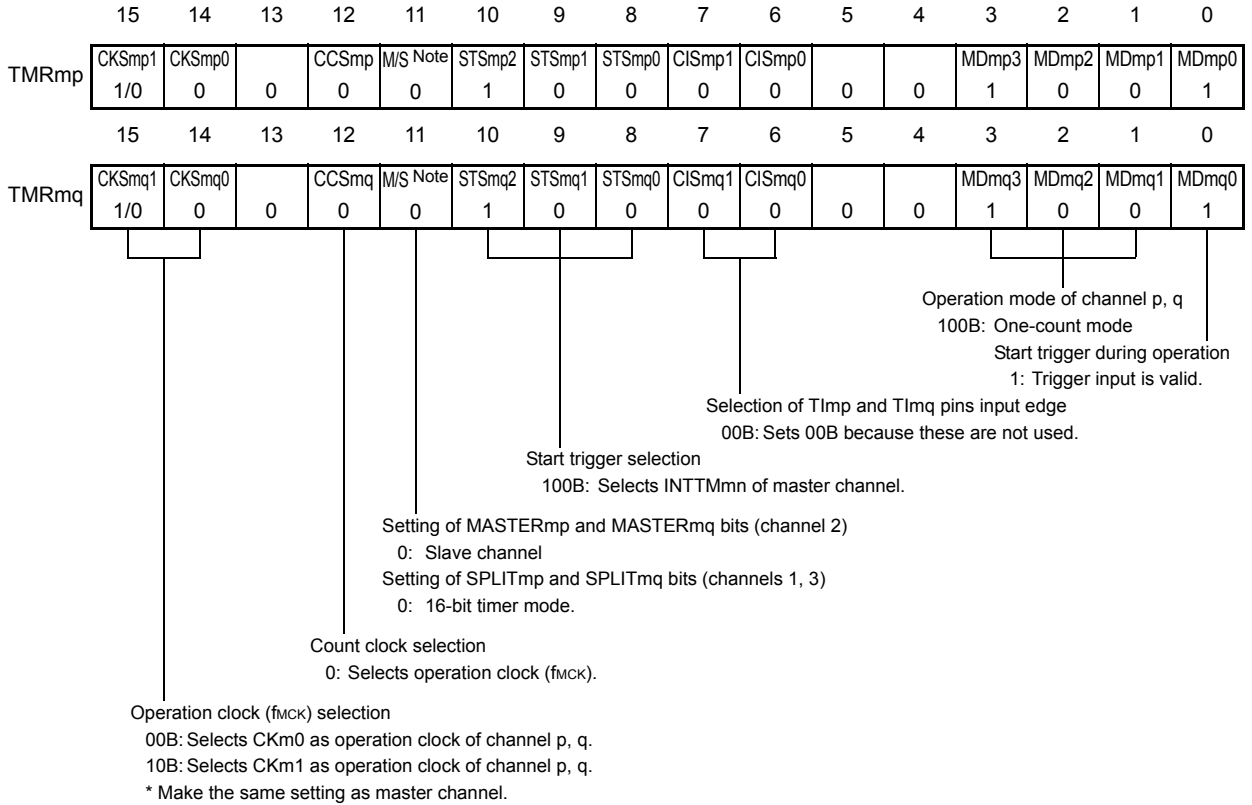 15 14 13 12 11 10 9 8 7 6 5 4 3 2 1 0
TMRmp CKSmp1 CKSmp0 CCSmp M/S Note STSmp2 STSmp1 STSmp0 CISmp1 CISmp0 MDmp3 MDmp2 MDmp1 MDmp0
1/0 0 0 0 0 1 0 0 0 0 0 0 1 0 0 1
15 14 13 12 11 10 9 8 7 6 5 4 3 2 1 0
TMRmq CKSmq1 CKSmq0 CCSmq M/S Note STSmq2 STSmq1 STSmq0 CISmq1 CISmq0 MDmq3 MDmq2 MDmq1 MDmq0
1/0 0 0 0 0 1 0 0 0 0 0 0 1 0 0 1
Operation mode of channel p, q
100B: One-count mode
Start trigger during operation
1: Trigger input is valid.
Selection of TImp and TImq pins input edge
00B: Sets 00B because these are not used.
Start trigger selection
100B: Selects INTTMmn of master channel.
Setting of MASTERmp and MASTERmq bits (channel 2)
0: Slave channel
Setting of SPLITmp and SPLITmq bits (channels 1, 3)
0: 16-bit timer mode.
Count clock selection
0: Selects operation clock (fMCK).
Operation clock (fMCK) selection
00B: Selects CKm0 as operation clock of channel p, q.
10B: Selects CKm1 as operation clock of channel p, q.
* Make the same setting as master channel.